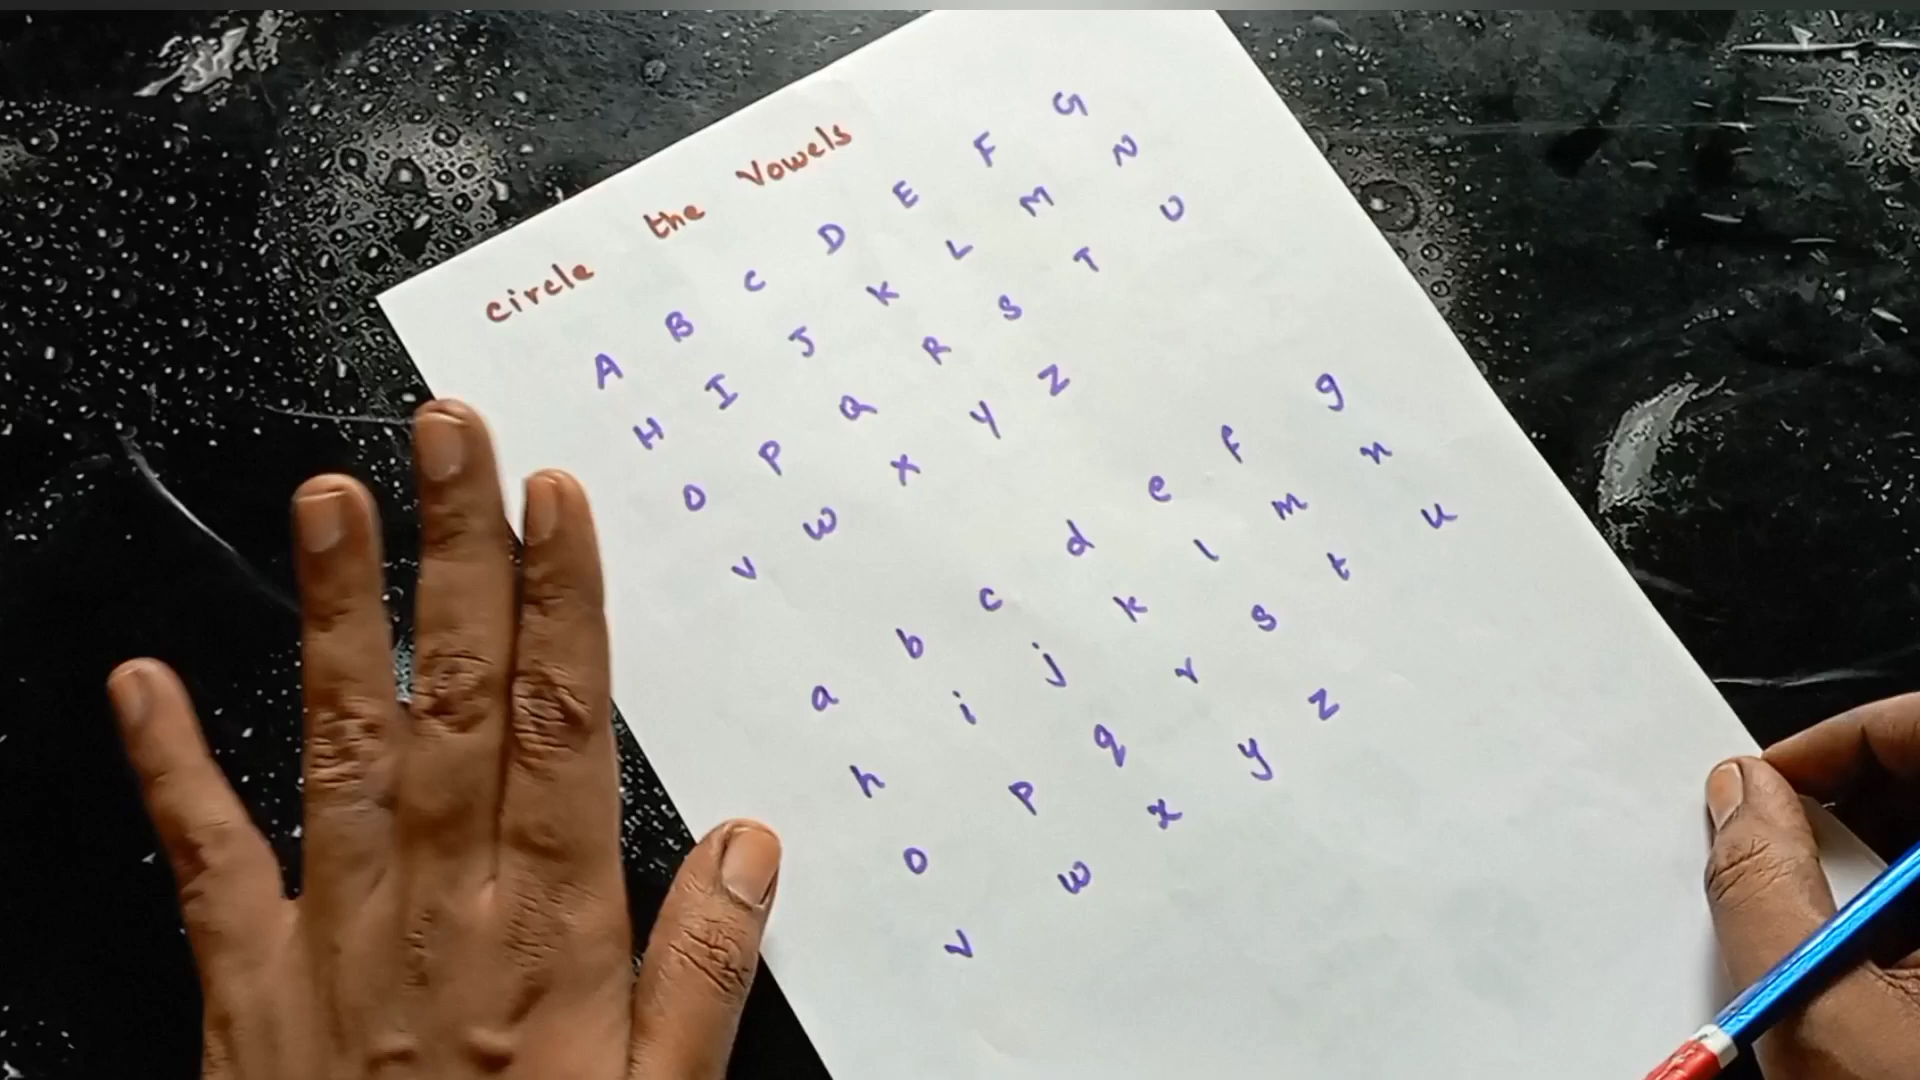 circle the Vowels
A B C D E F G
H I J K L M N
O P Q R S T U
V W X Y Z
a b c d e f g
h i j k l m n
o p q r s t u
v w x y z